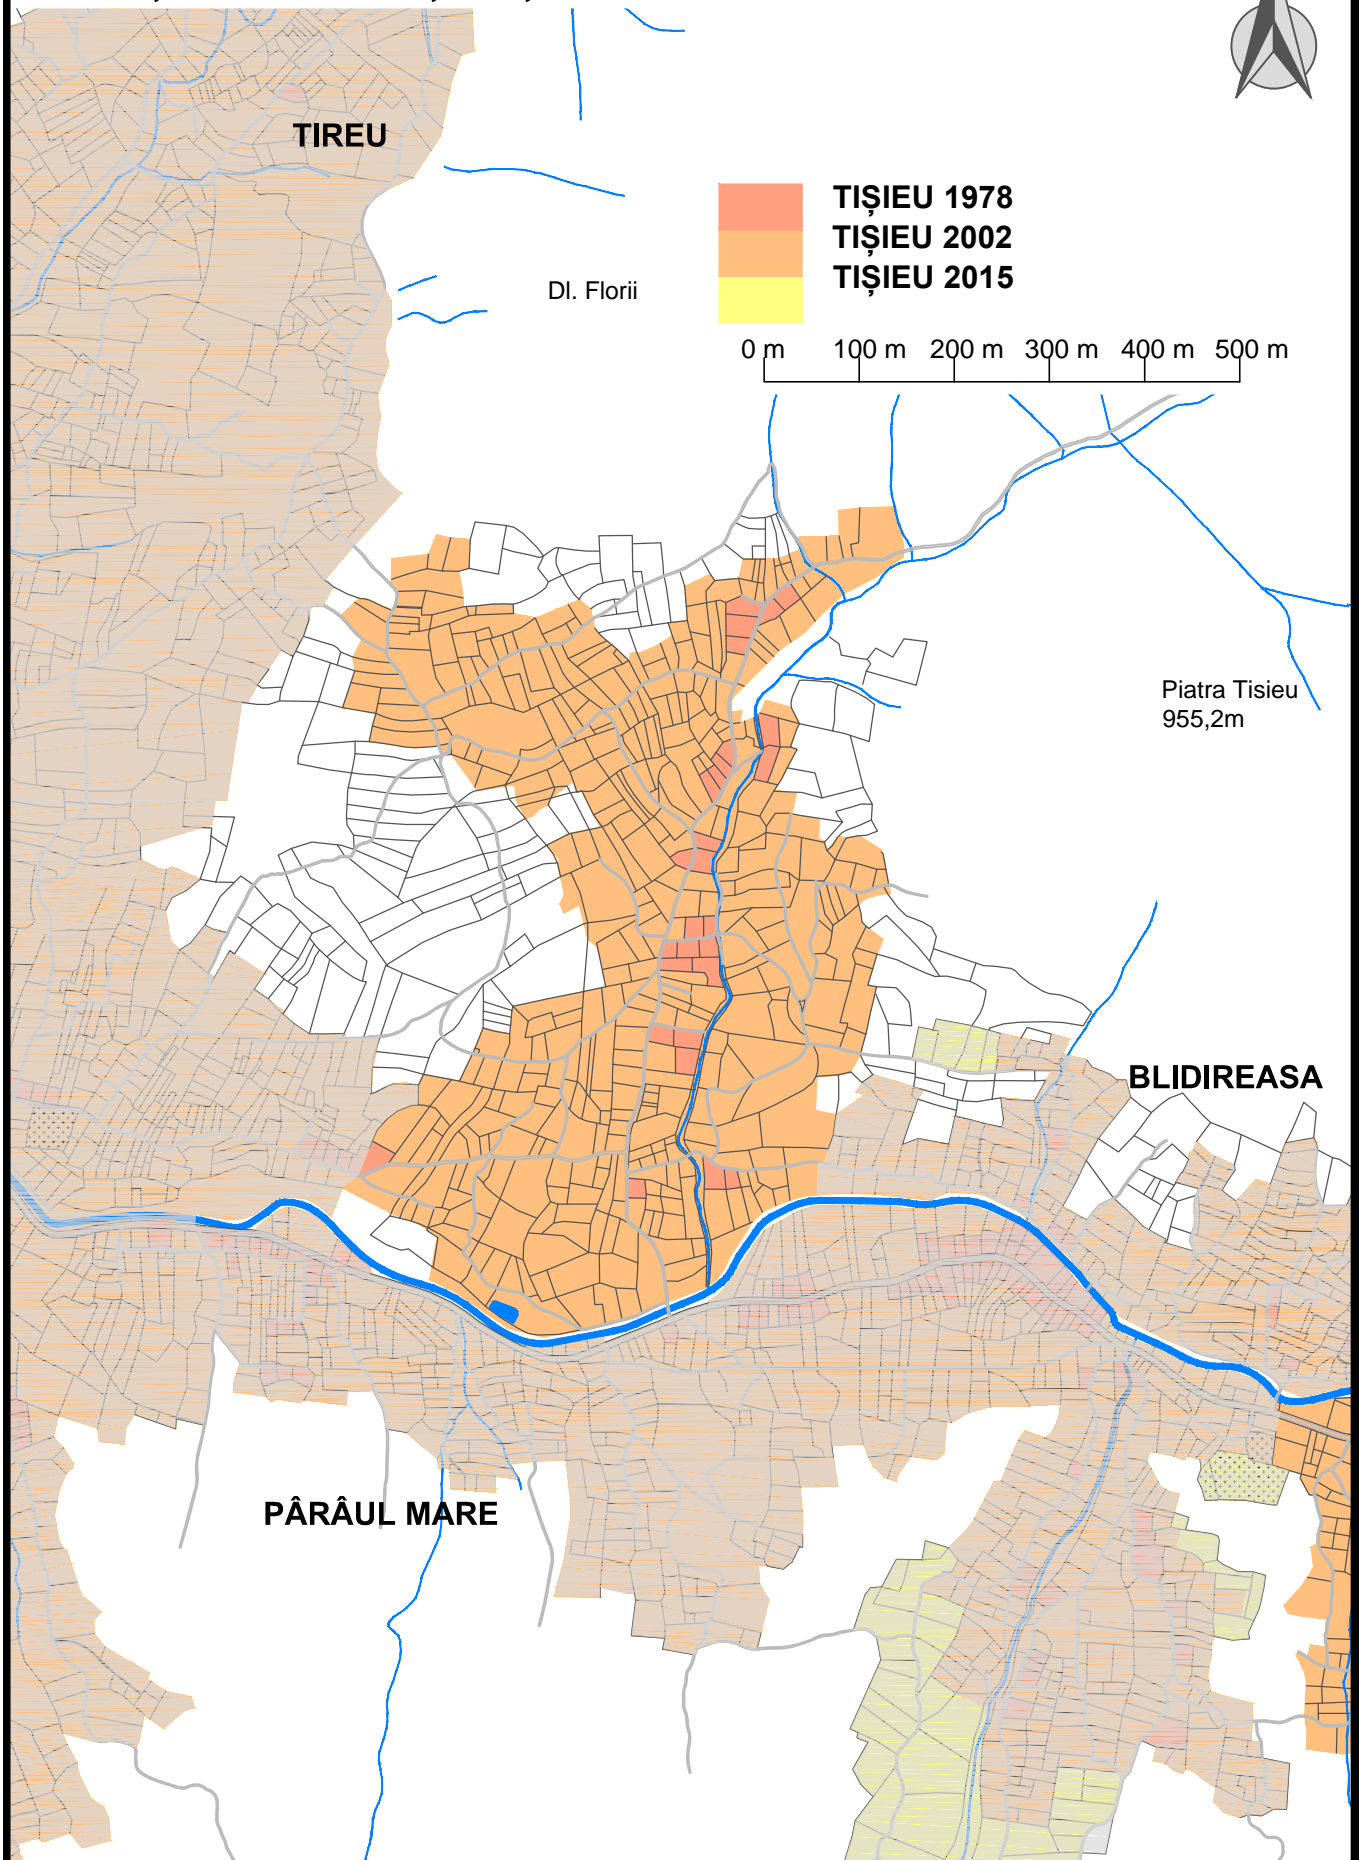 TIREU
TIȘIEU 1978
TIȘIEU 2002
TIȘIEU 2015
Dl. Florii
0 m 100 m 200 m 300 m 400 m 500 m
Piatra Tisieu
955,2m
BLIDIREASA
PÂRÂUL MARE